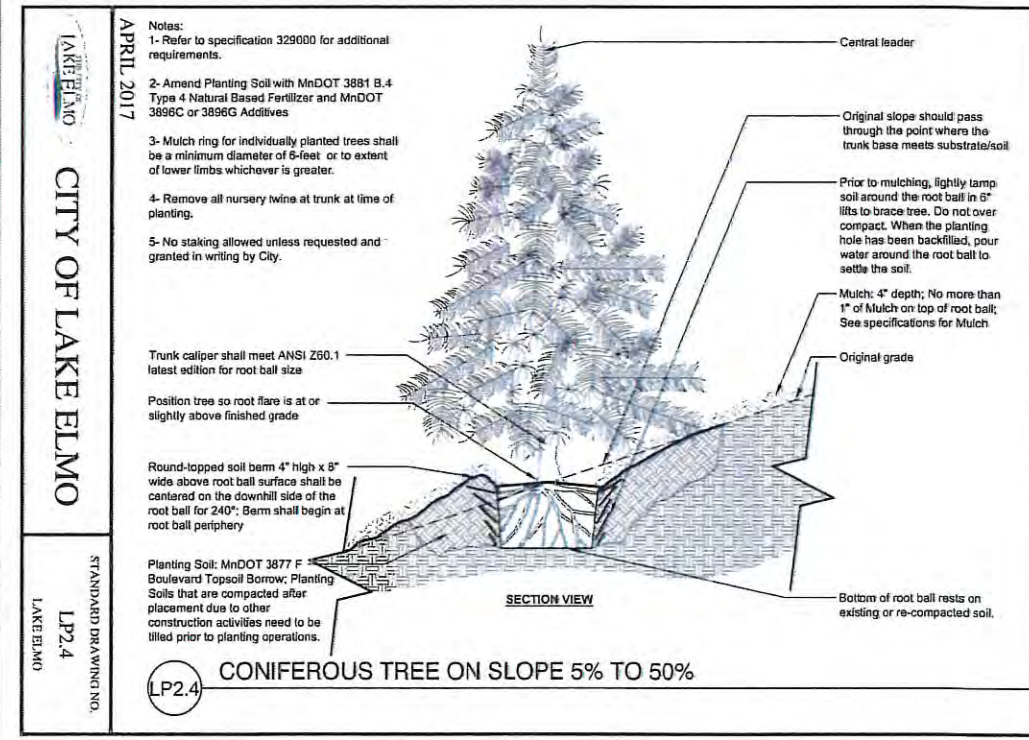 THE CITY OF
LAKE ELMO
CITY OF LAKE ELMO
STANDARD DRAWING NO.
LP2.4
LAKE ELMO
APRIL 2017
Notes:
1- Refer to specification 329000 for additional
requirements.
2- Amend Planting Soil with MnDOT 3881 B.4
Type 4 Natural Based Fertilizer and MnDOT
3896C or 3896G Additives
3- Mulch ring for individually planted trees shall
be a minimum diameter of 6-feet or to extent
of lower limbs whichever is greater.
4- Remove all nursery twine at trunk at time of
planting.
5- No staking allowed unless requested and
granted in writing by City.
Trunk caliper shall meet ANSI Z60.1
latest edition for root ball size
Position tree so root flare is at or
slightly above finished grade
Round-topped soil berm 4" high x 8"
wide above root ball surface shall be
centered on the downhill side of the
root ball for 240°; Berm shall begin at
root ball periphery
Planting Soil: MnDOT 3877 F
Boulevard Topsoil Borrow; Planting
Soils that are compacted after
placement due to other
construction activities need to be
tilled prior to planting operations.
Central leader
Original slope should pass
through the point where the
trunk base meets substrate/soil
Prior to mulching, lightly tamp
soil around the root ball in 6"
lifts to brace tree. Do not over
compact. When the planting
hole has been backfilled, pour
water around the root ball to
settle the soil.
Mulch: 4" depth; No more than
1" of Mulch on top of root ball;
See specifications for Mulch
Original grade
Bottom of root ball rests on
existing or re-compacted soil.
SECTION VIEW
LP2.4
CONIFEROUS TREE ON SLOPE 5% TO 50%